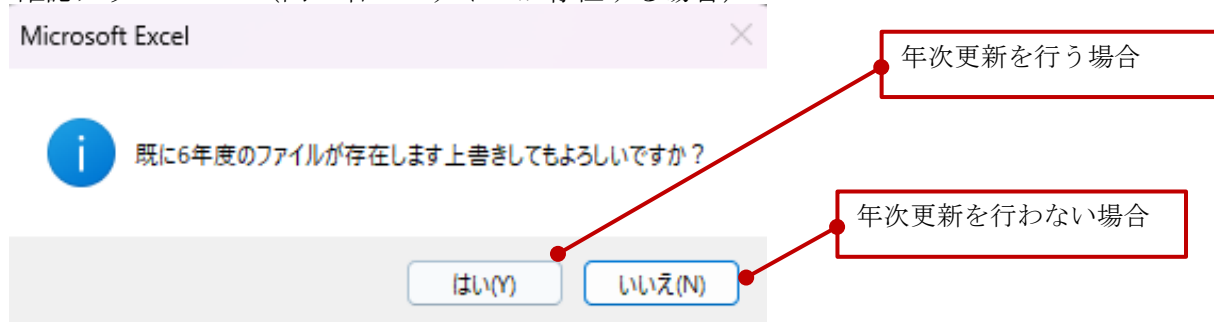 Microsoft Excel
年次更新を行う場合
既に6年度のファイルが存在します上書きしてもよろしいですか？
年次更新を行わない場合
はい(Y)
いいえ(N)